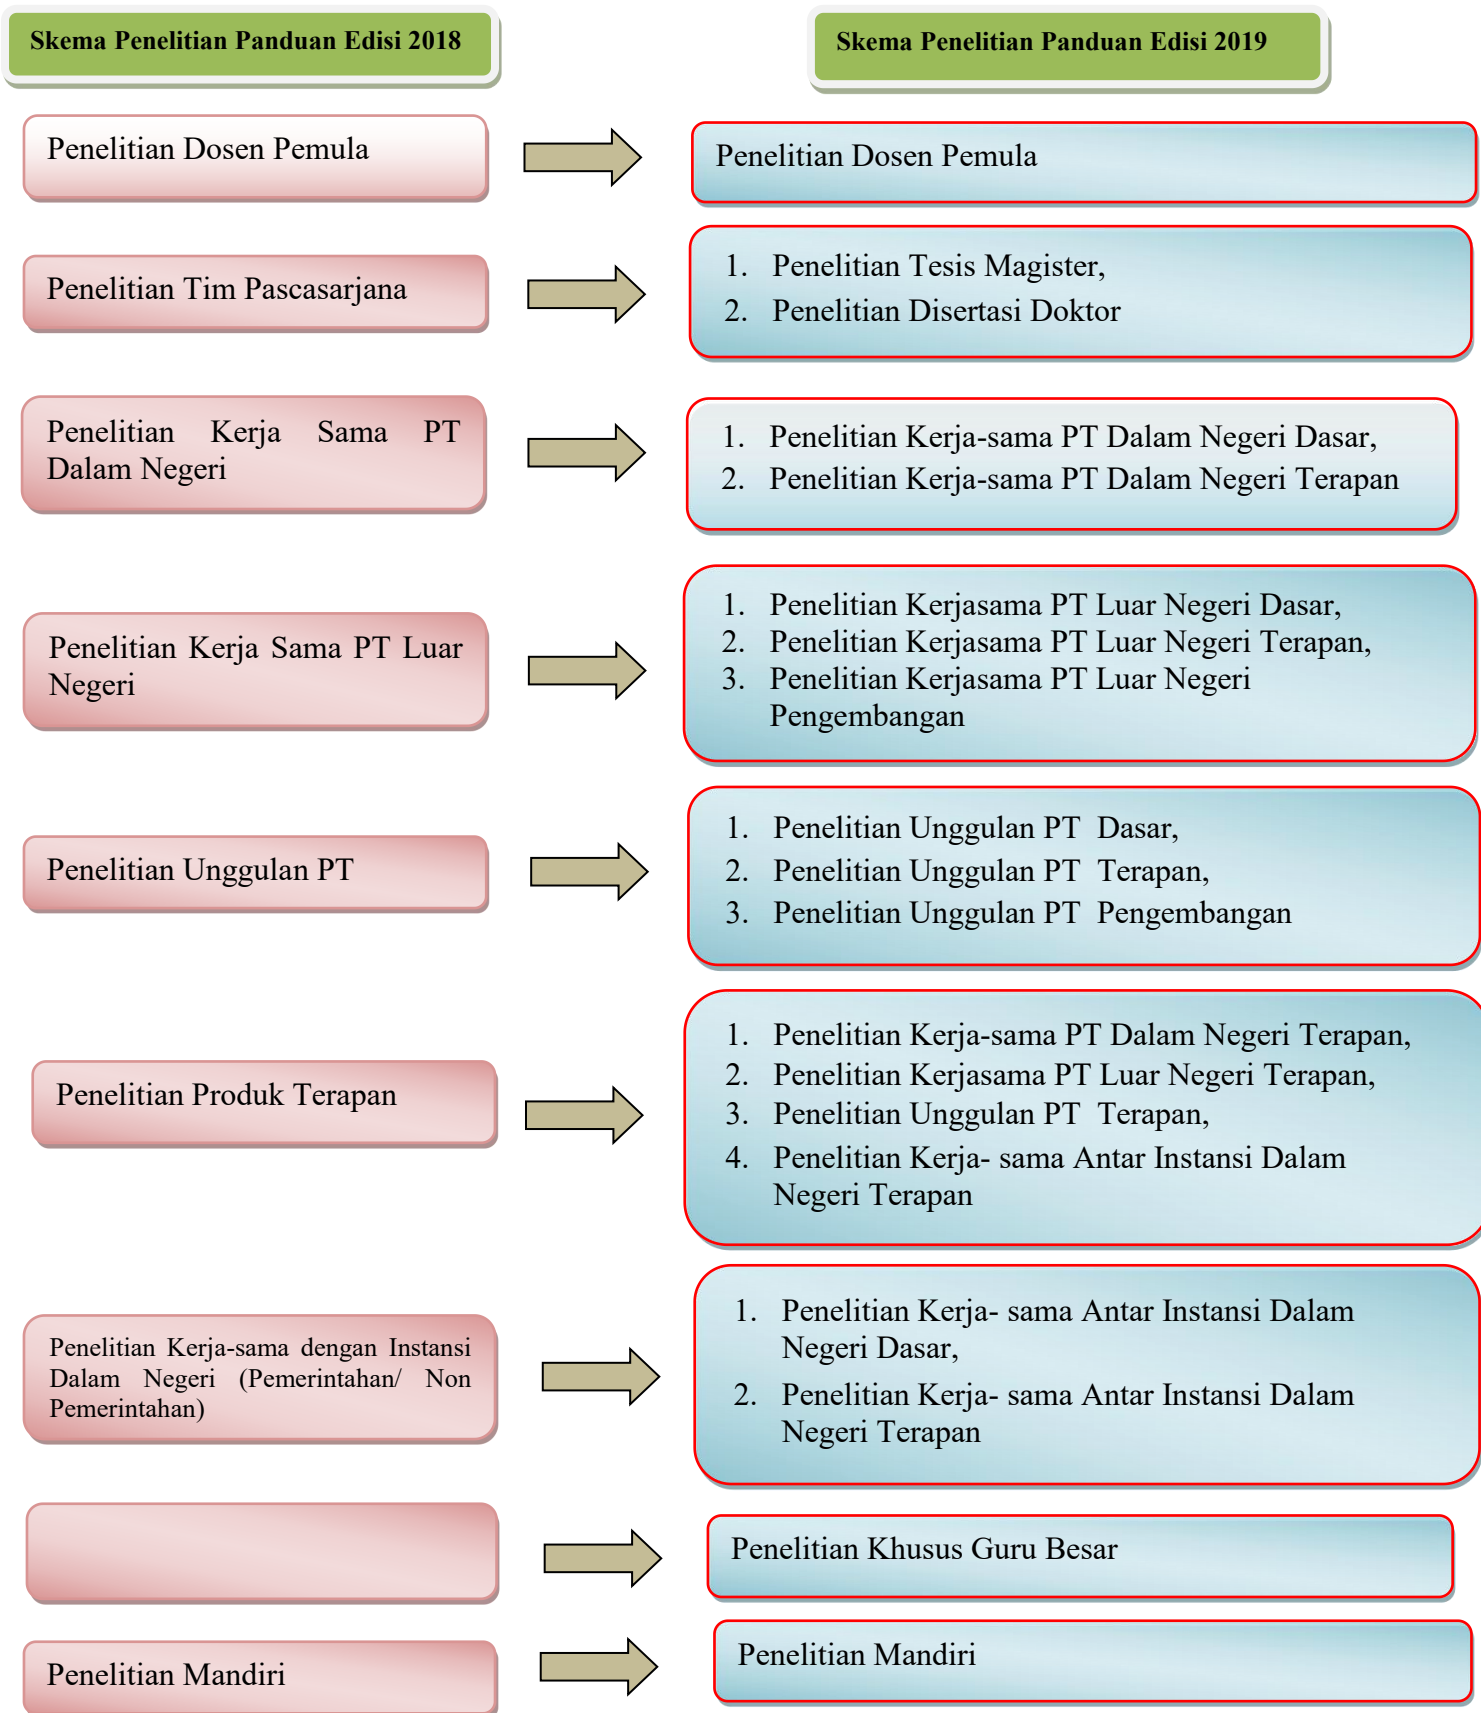 Skema Penelitian Panduan Edisi 2018
Skema Penelitian Panduan Edisi 2019
Penelitian Dosen Pemula
Penelitian Dosen Pemula
Penelitian Tim Pascasarjana
1. Penelitian Tesis Magister,
2. Penelitian Disertasi Doktor
Penelitian Kerja Sama PT
Dalam Negeri
1. Penelitian Kerja-sama PT Dalam Negeri Dasar,
2. Penelitian Kerja-sama PT Dalam Negeri Terapan
Penelitian Kerja Sama PT Luar
Negeri
1. Penelitian Kerjasama PT Luar Negeri Dasar,
2. Penelitian Kerjasama PT Luar Negeri Terapan,
3. Penelitian Kerjasama PT Luar Negeri
Pengembangan
Penelitian Unggulan PT
1. Penelitian Unggulan PT Dasar,
2. Penelitian Unggulan PT Terapan,
3. Penelitian Unggulan PT Pengembangan
Penelitian Produk Terapan
1. Penelitian Kerja-sama PT Dalam Negeri Terapan,
2. Penelitian Kerjasama PT Luar Negeri Terapan,
3. Penelitian Unggulan PT Terapan,
4. Penelitian Kerja- sama Antar Instansi Dalam
Negeri Terapan
Penelitian Kerja-sama dengan Instansi
Dalam Negeri (Pemerintahan/ Non
Pemerintahan)
1. Penelitian Kerja- sama Antar Instansi Dalam
Negeri Dasar,
2. Penelitian Kerja- sama Antar Instansi Dalam
Negeri Terapan
Penelitian Khusus Guru Besar
Penelitian Mandiri
Penelitian Mandiri